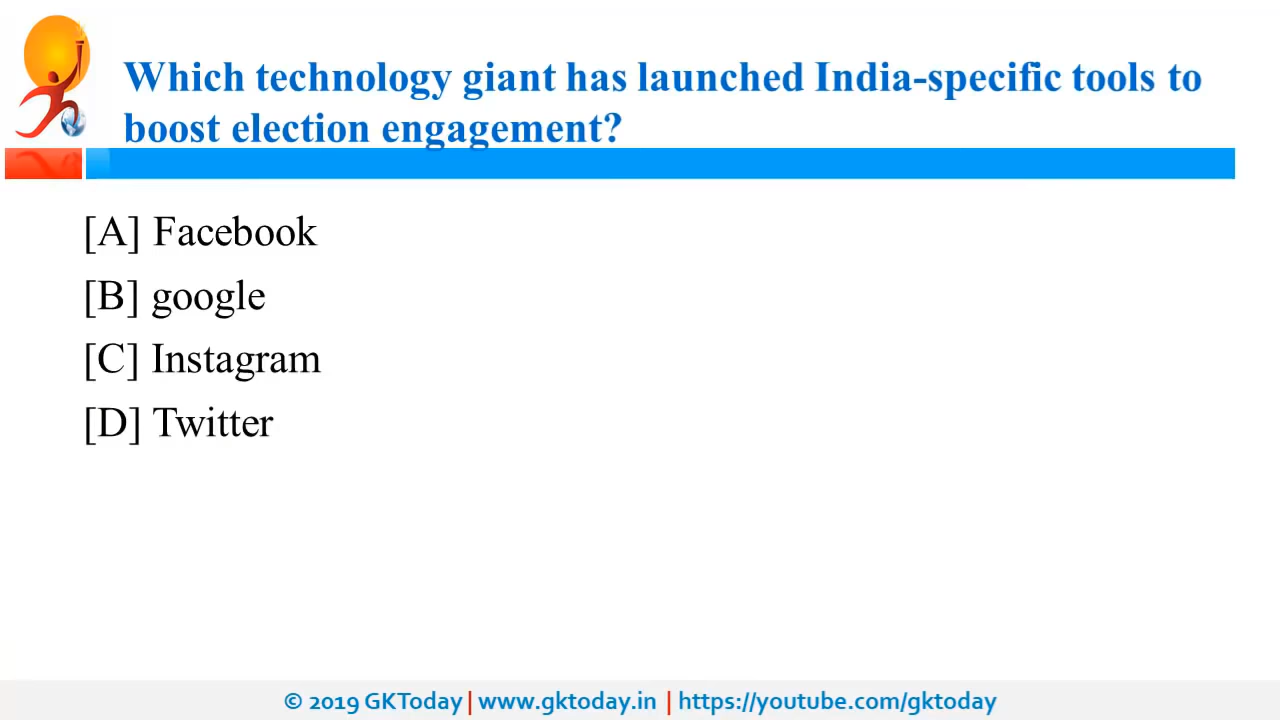 Which technology giant has launched India-specific tools to
boost election engagement?
[A] Facebook
[B] google
[C] Instagram
[D] Twitter
© 2019 GKToday | www.gktoday.in | https://youtube.com/gktoday